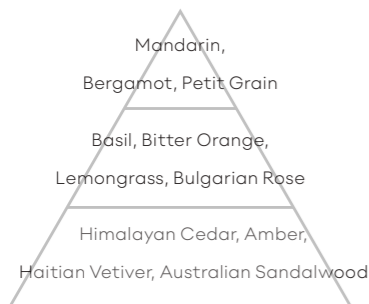 Mandarin,
Bergamot, Petit Grain
Basil, Bitter Orange,
Lemongrass, Bulgarian Rose
Himalayan Cedar, Amber,
Haitian Vetiver, Australian Sandalwood